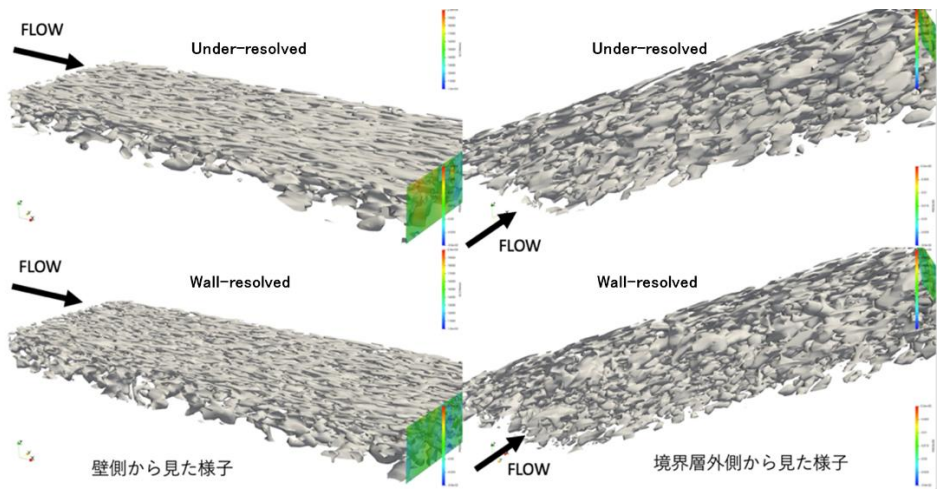 FLOW
Under-resolved
Under-resolved
FLOW
FLOW
Wall-resolved
Wall-resolved
FLOW
壁側から見た様子
境界層外側から見た様子